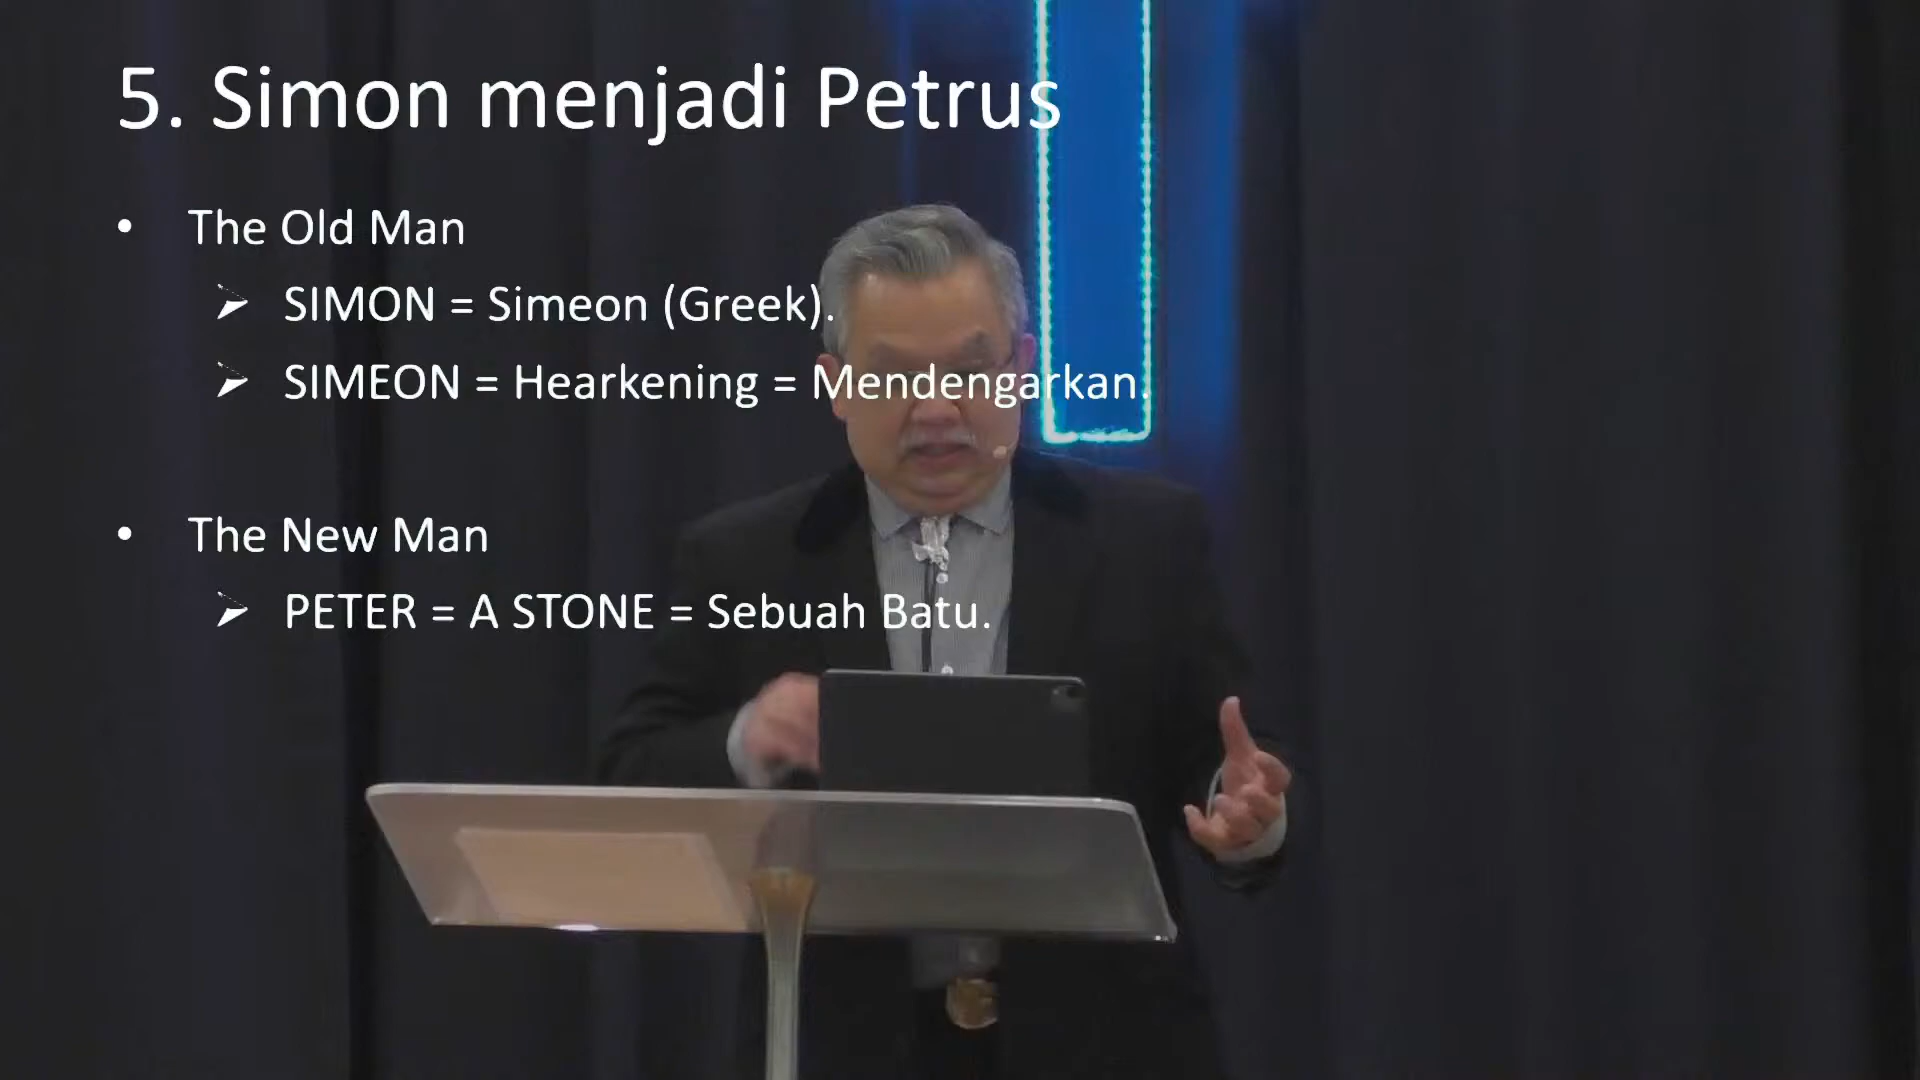 5. Simon menjadi Petrus
• The Old Man
➢ SIMON = Simeon (Greek).
➢ SIMEON = Hearkening = Mendengarkan.
• The New Man
➢ PETER = A STONE = Sebuah Batu.